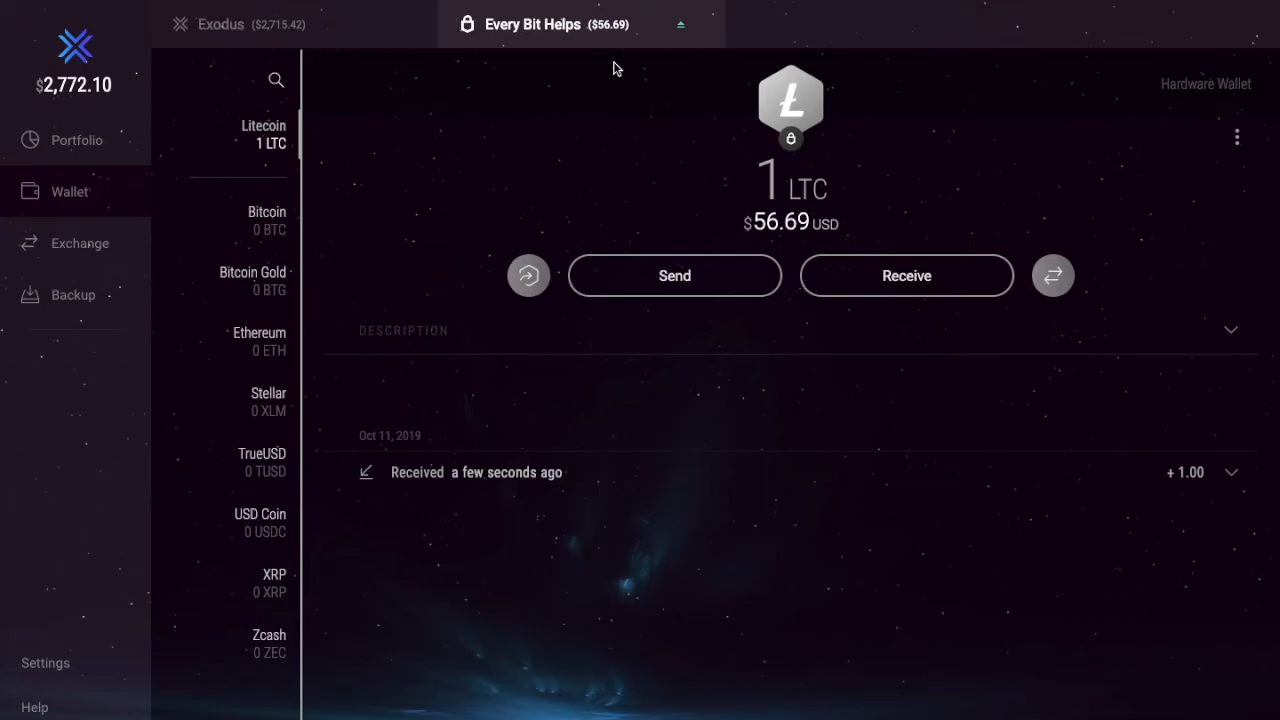 Exodus ($2,715.42)
Every Bit Helps ($56.69)
$2,772.10
Portfolio
Wallet
Exchange
Backup
Settings
Help
Litecoin
1 LTC
Bitcoin
0 BTC
Bitcoin Gold
0 BTG
Ethereum
0 ETH
Stellar
0 XLM
TrueUSD
0 TUSD
USD Coin
0 USDC
XRP
0 XRP
Zcash
0 ZEC
Hardware Wallet
1 LTC
$56.69 USD
Send
Receive
DESCRIPTION
Oct 11, 2019
Received a few seconds ago + 1.00